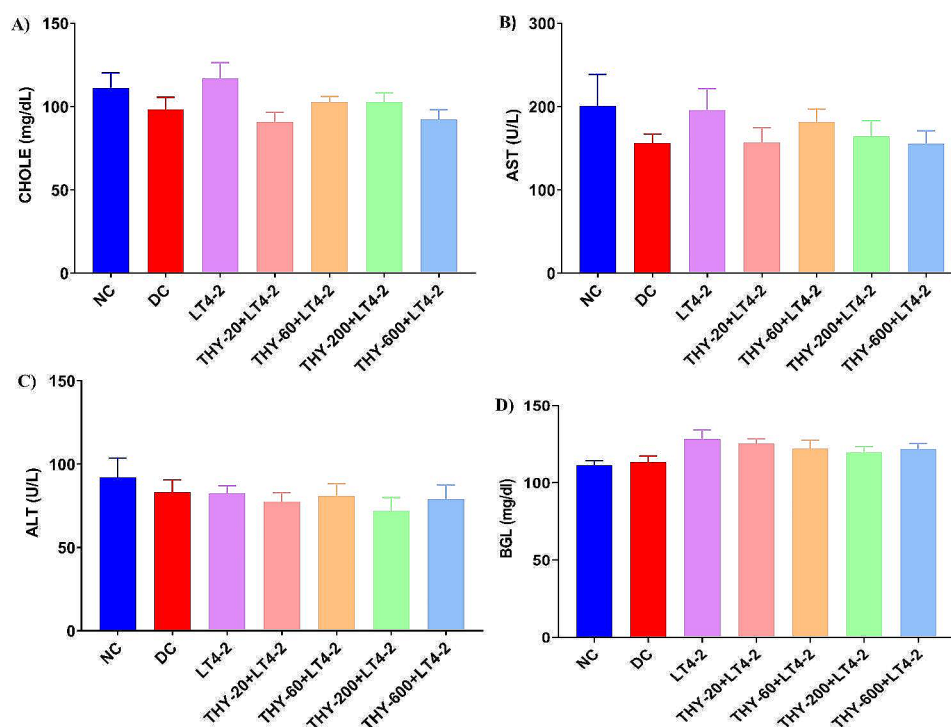 A)
150
100
50
0
CHOLE (mg/dL)
NC
DC
LT4-2
THY-20+LT4-2
THY-60+LT4-2
THY-200+LT4-2
THY-600+LT4-2
B)
300
200
100
0
AST (U/L)
NC
DC
LT4-2
THY-20+LT4-2
THY-60+LT4-2
THY-200+LT4-2
THY-600+LT4-2
C)
150
100
50
0
ALT (U/L)
NC
DC
LT4-2
THY-20+LT4-2
THY-60+LT4-2
THY-200+LT4-2
THY-600+LT4-2
D)
150
100
50
0
BGL (mg/dl)
NC
DC
LT4-2
THY-20+LT4-2
THY-60+LT4-2
THY-200+LT4-2
THY-600+LT4-2